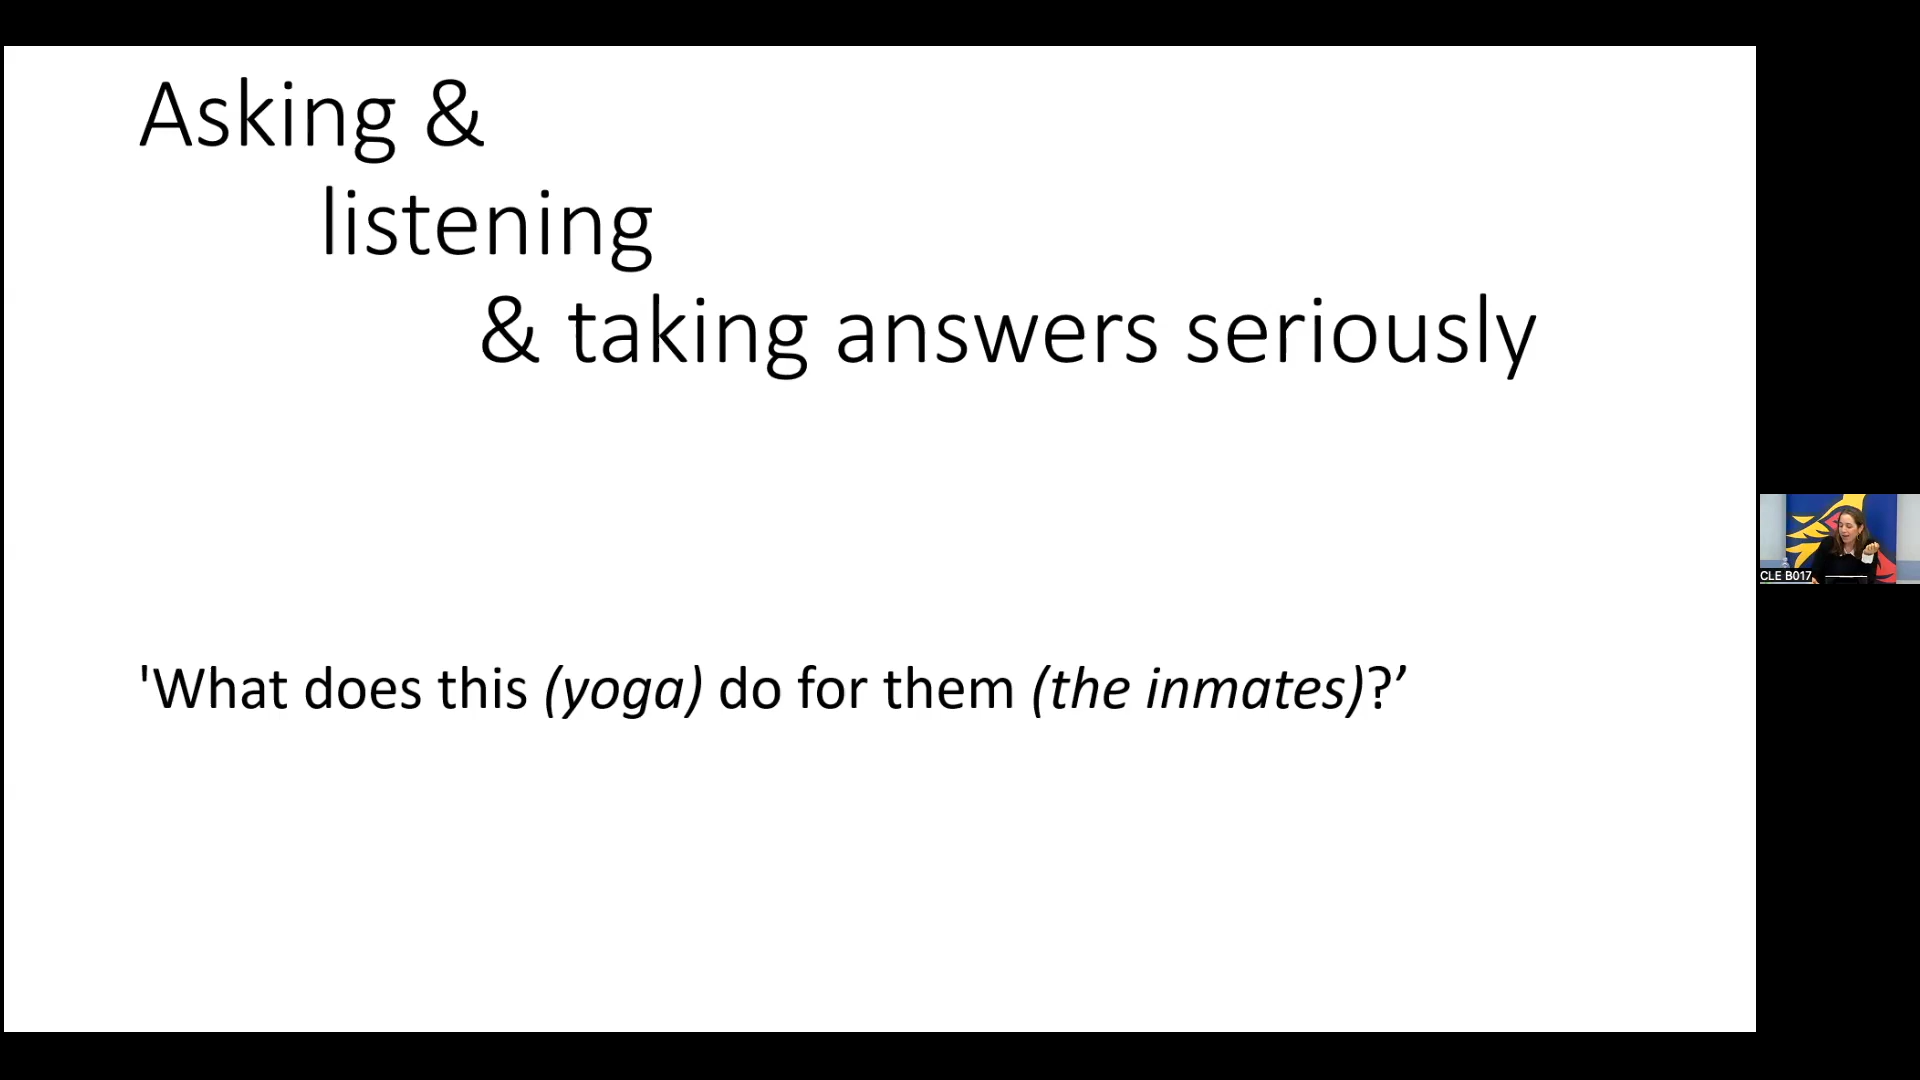 Asking &
listening
& taking answers seriously
'What does this (yoga) do for them (the inmates)?’
CLE B017